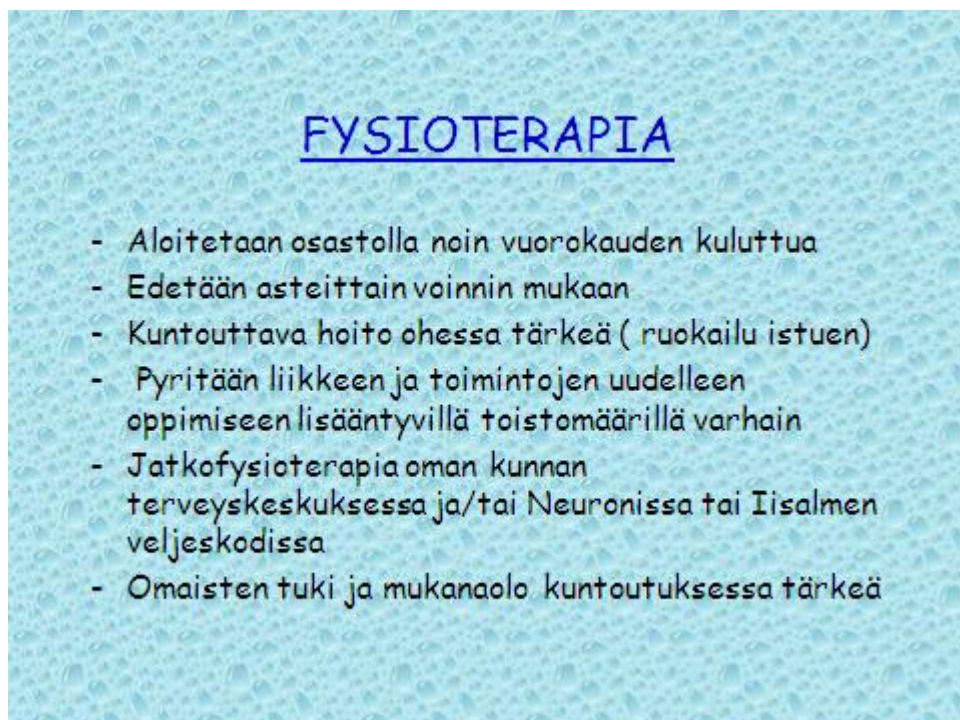 FYSIOTERAPIA
- Aloitetaan osastolla noin vuorokauden kuluttua
- Edetään asteittain voinnin mukaan
- Kuntouttava hoito ohessa tärkeä ( ruokailu istuen)
- Pyritään liikkeen ja toimintojen uudelleen
oppimiseen lisääntyvillä toistomäärillä varhain
- Jatkofysioterapia oman kunnan
terveyskeskuksessa ja/tai Neuronissa tai Iisalmen
veljeskodissa
- Omaisten tuki ja mukanaolo kuntoutuksessa tärkeä